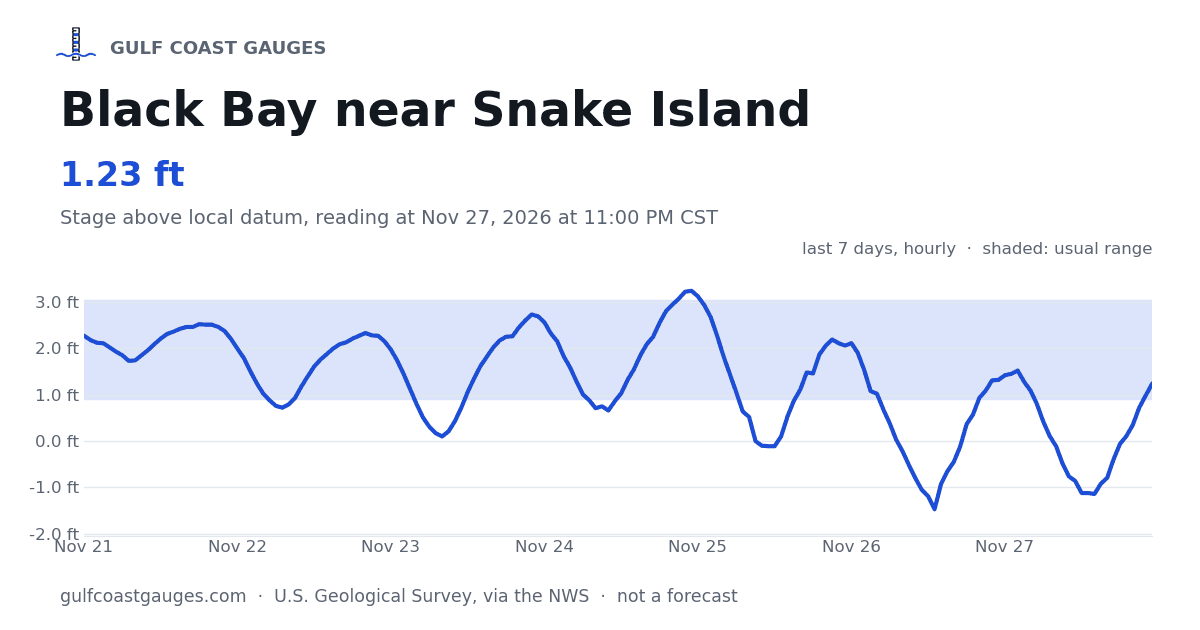 GULF COAST GAUGES
Black Bay near Snake Island
1.23 ft
Stage above local datum, reading at Nov 27, 2026 at 11:00 PM CST
last 7 days, hourly · shaded: usual range
3.0 ft
2.0 ft
1.0 ft
0.0 ft
-1.0 ft
-2.0 ft
Nov 21 Nov 22 Nov 23 Nov 24 Nov 25 Nov 26 Nov 27
gulfcoastgauges.com · U.S. Geological Survey, via the NWS · not a forecast